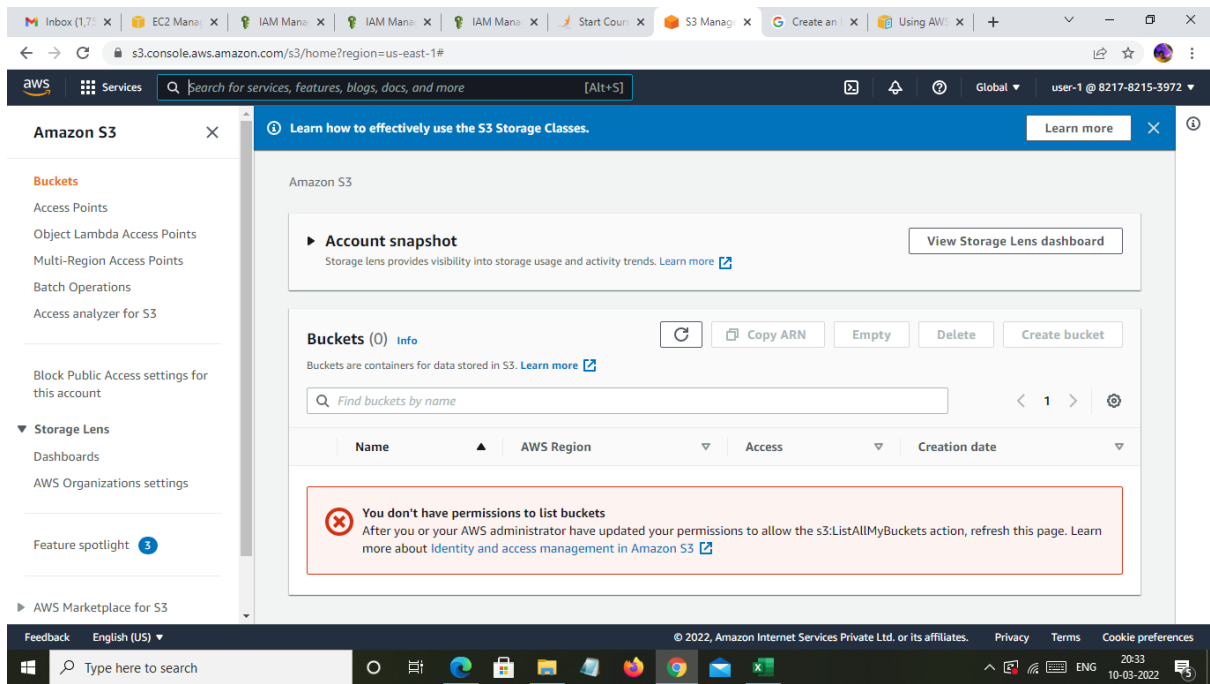 Inbox (1,75
EC2 Manag
IAM Mana
IAM Mana
IAM Mana
Start Cours
S3 Manage
Create an I
Using AWS
s3.console.aws.amazon.com/s3/home?region=us-east-1#
aws
Services
Search for services, features, blogs, docs, and more
[Alt+S]
Global ▼
user-1 @ 8217-8215-3972 ▼
Amazon S3
Learn how to effectively use the S3 Storage Classes.
Learn more
Buckets
Access Points
Object Lambda Access Points
Multi-Region Access Points
Batch Operations
Access analyzer for S3
Block Public Access settings for
this account
Storage Lens
Dashboards
AWS Organizations settings
Feature spotlight 3
AWS Marketplace for S3
Amazon S3
Account snapshot
View Storage Lens dashboard
Storage lens provides visibility into storage usage and activity trends. Learn more
Buckets (0) Info
Copy ARN
Empty
Delete
Create bucket
Buckets are containers for data stored in S3. Learn more
Find buckets by name
1
Name
AWS Region
Access
Creation date
You don't have permissions to list buckets
After you or your AWS administrator have updated your permissions to allow the s3:ListAllMyBuckets action, refresh this page. Learn
more about Identity and access management in Amazon S3
Feedback
English (US) ▼
© 2022, Amazon Internet Services Private Ltd. or its affiliates.
Privacy
Terms
Cookie preferences
Type here to search
ENG
20:33
10-03-2022
5